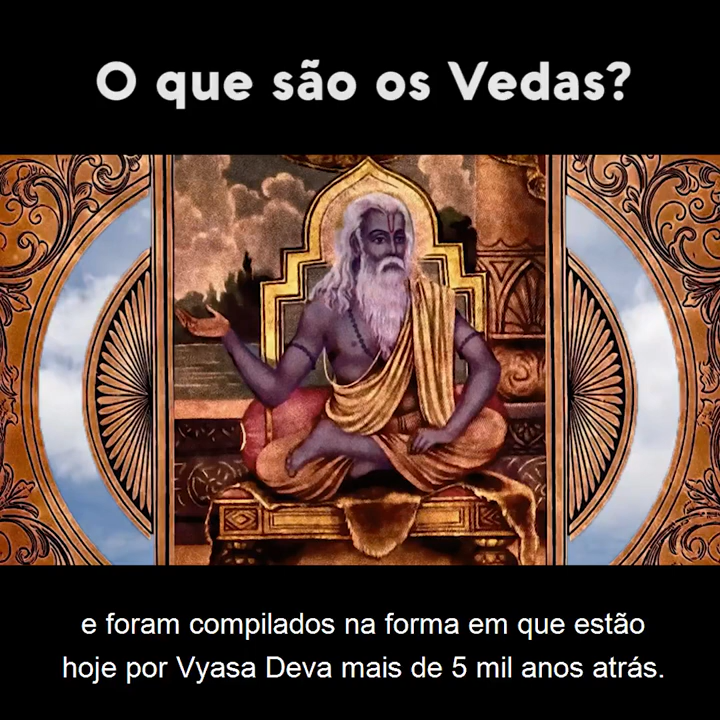 O que são os Vedas?
e foram compilados na forma em que estão
hoje por Vyasa Deva mais de 5 mil anos atrás.